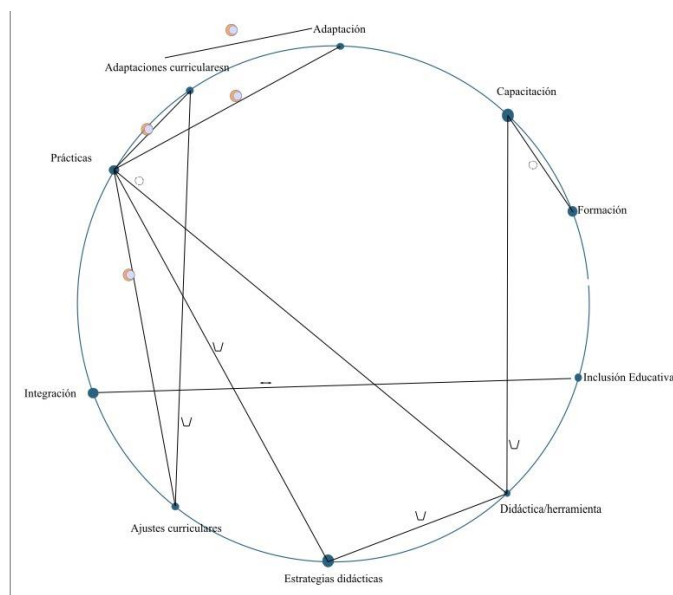 Adaptación
Adaptaciones curricularesn
Capacitación
Prácticas
Formación
Inclusión Educativa
Integración
Didáctica/herramienta
Ajustes curriculares
Estrategias didácticas